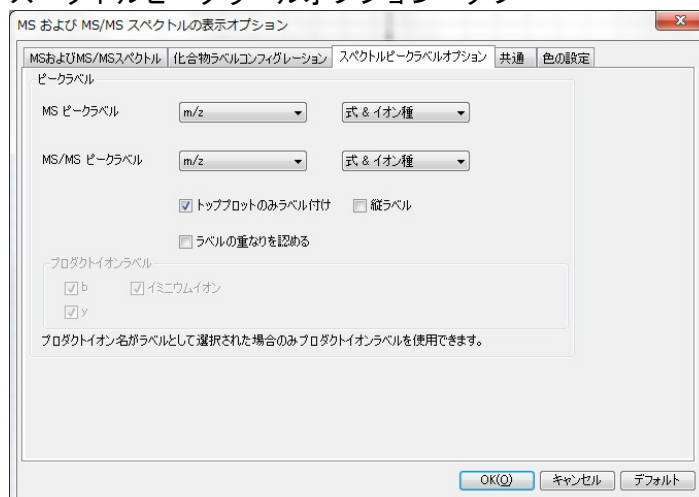 MS および MS/MS スペクトルの表示オプション
MSおよびMS/MSスペクトル 化合物ラベルコンフィグレーション スペクトルピークラベルオプション 共通 色の設定
ピークラベル
MS ピークラベル m/z 式 & イオン種
MS/MS ピークラベル m/z 式 & イオン種
トッププロットのみラベル付け 縦ラベル
ラベルの重なりを認める
プロダクトイオンラベル
b イミニウムイオン
y
プロダクトイオン名がラベルとして選択された場合のみプロダクトイオンラベルを使用できます。
OK(O) キャンセル デフォルト